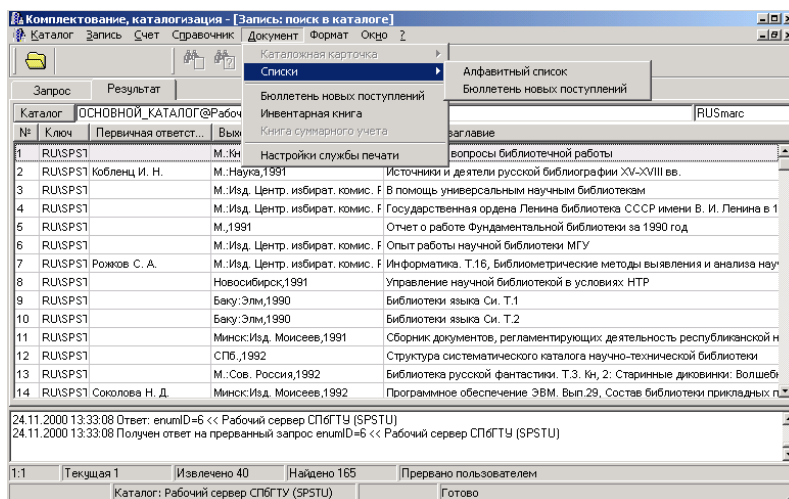 Комплектование, каталогизация - [Запись: поиск в каталоге]
Каталог Запись Счет Справочник Документ Формат Окно ?
Каталожная карточка
Списки
Алфавитный список
Бюллетень новых поступлений
Бюллетень новых поступлений
Инвентарная книга
Книга суммарного учета
Настройки службы печати
Запрос Результат
Каталог ОСНОВНОЙ_КАТАЛОГ@Рабоч RUSmarc
№ Ключ Первичная ответст... Вых заглавие
1 RU\SPST М.:Кн вопросы библиотечной работы
2 RU\SPST Кобленц И. Н. М.:Наука,1991 Источники и деятели русской библиографии XV-XVIII вв.
3 RU\SPST М.:Изд. Центр. избират. комис. F В помощь универсальным научным библиотекам
4 RU\SPST М.:Изд. Центр. избират. комис. F Государственная ордена Ленина библиотека СССР имени В. И. Ленина в 1
5 RU\SPST М.,1991 Отчет о работе Фундаментальной библиотеки за 1990 год
6 RU\SPST М.:Изд. Центр. избират. комис. F Опыт работы научной библиотеки МГУ
7 RU\SPST Рожков С. А. М.:Изд. Центр. избират. комис. F Информатика. Т.16, Библиометрические методы выявления и анализа науч
8 RU\SPST Новосибирск,1991 Управление научной библиотекой в условиях НТР
9 RU\SPST Баку:Элм,1990 Библиотеки языка Си. Т.1
10 RU\SPST Баку:Элм,1990 Библиотеки языка Си. Т.2
11 RU\SPST Минск:Изд. Моисеев,1991 Сборник документов, регламентирующих деятельность республиканской н
12 RU\SPST СПб.,1992 Структура систематического каталога научно-технической библиотеки
13 RU\SPST М.:Сов. Россия,1992 Библиотека русской фантастики. Т.3. Кн, 2: Старинные диковинки: Волшебн
14 RU\SPST Соколова Н. Д. Минск:Изд. Моисеев,1992 Программное обеспечение ЭВМ. Вып.29, Состав библиотеки прикладных п
24.11.2000 13:33:08 Ответ: enumID=6 << Рабочий сервер СПбГТУ (SPSTU)
24.11.2000 13:33:08 Получен ответ на прерванный запрос enumID=6 << Рабочий сервер СПбГТУ (SPSTU)
1:1 Текущая 1 Извлечено 40 Найдено 165 Прервано пользователем
Каталог: Рабочий сервер СПбГТУ (SPSTU) Готово